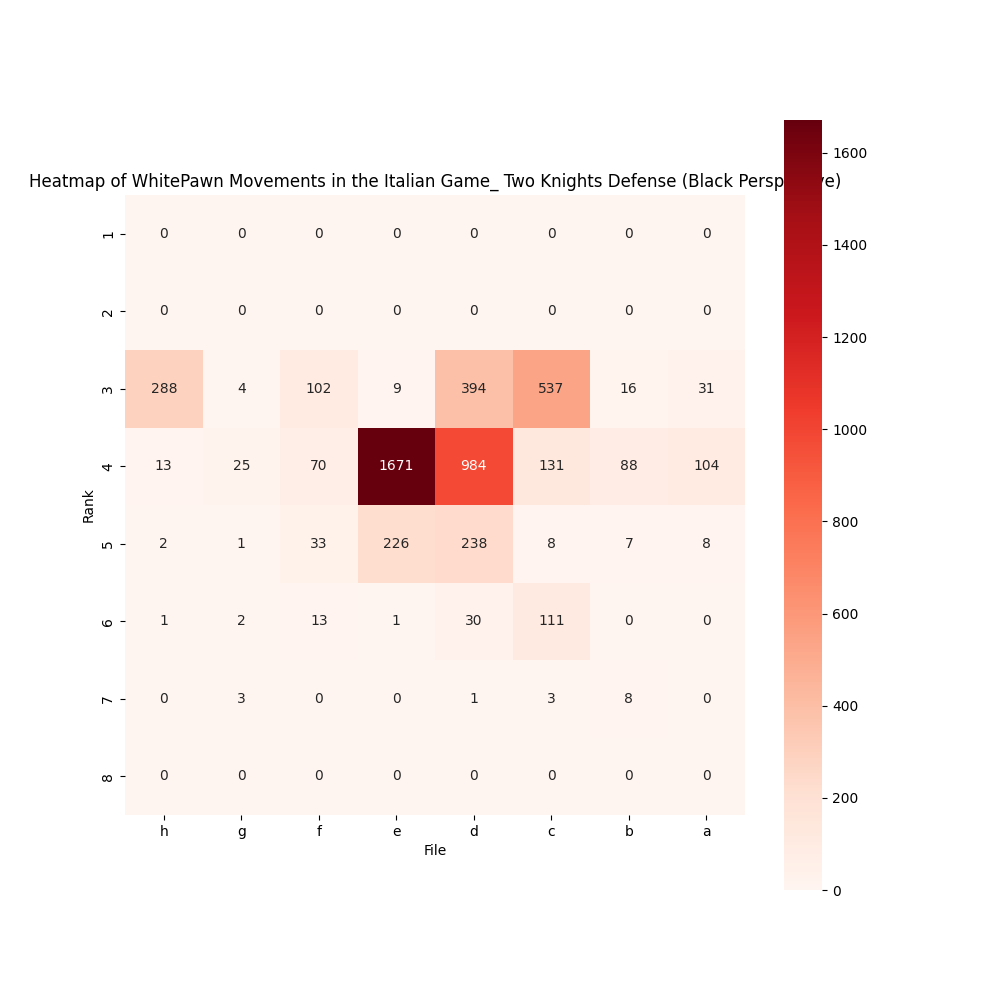 Heatmap of WhitePawn Movements in the Italian Game_ Two Knights Defense (Black Persp ve)
1 0 0 0 0 0 0 0 0
2 0 0 0 0 0 0 0 0
3 288 4 102 9 394 537 16 31
4 13 25 70 1671 984 131 88 104
5 2 1 33 226 238 8 7 8
6 1 2 13 1 30 111 0 0
7 0 3 0 0 1 3 8 0
8 0 0 0 0 0 0 0 0
h g f e d c b a
File
Rank
1600
1400
1200
1000
800
600
400
200
0